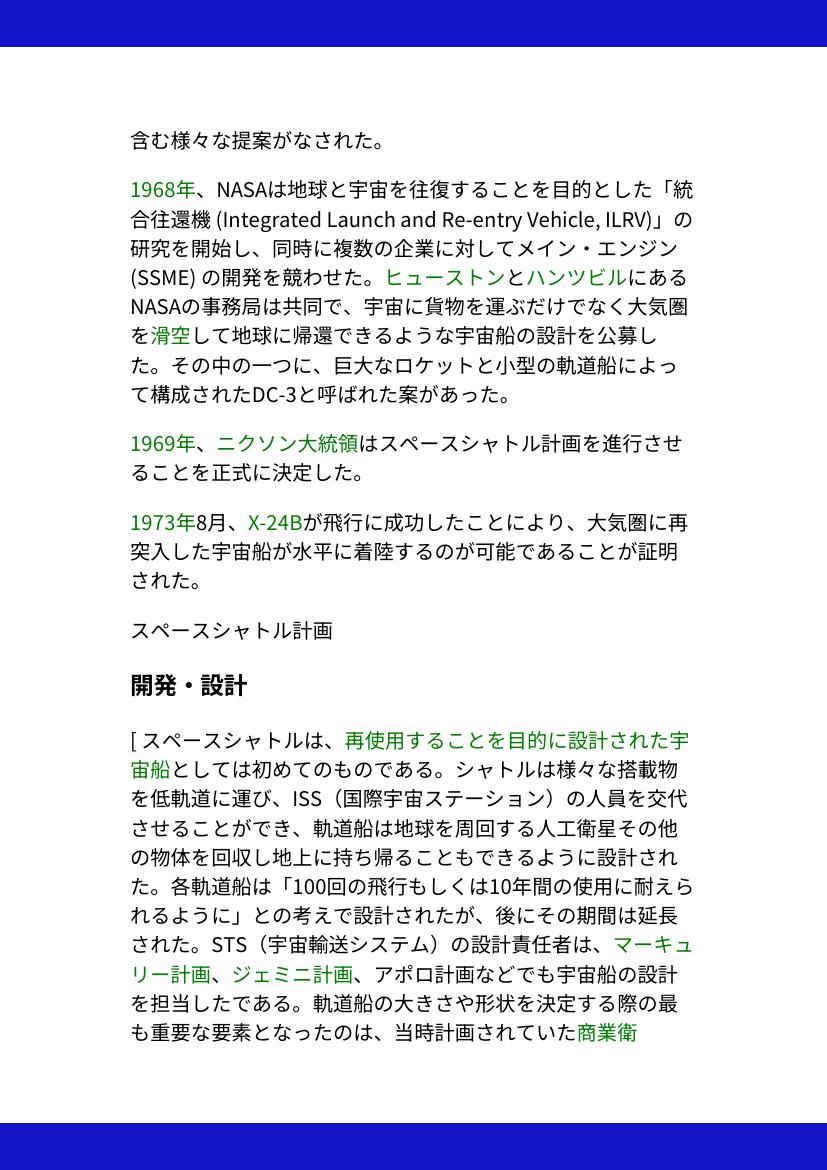 含む様々な提案がなされた。
1968年、NASAは地球と宇宙を往復することを目的とした「統
合往還機 (Integrated Launch and Re-entry Vehicle, ILRV)」の
研究を開始し、同時に複数の企業に対してメイン・エンジン
(SSME) の開発を競わせた。ヒューストンとハンツビルにある
NASAの事務局は共同で、宇宙に貨物を運ぶだけでなく大気圏
を滑空して地球に帰還できるような宇宙船の設計を公募し
た。その中の一つに、巨大なロケットと小型の軌道船によっ
て構成されたDC-3と呼ばれた案があった。
1969年、ニクソン大統領はスペースシャトル計画を進行させ
ることを正式に決定した。
1973年8月、X-24Bが飛行に成功したことにより、大気圏に再
突入した宇宙船が水平に着陸するのが可能であることが証明
された。
スペースシャトル計画
開発・設計
[ スペースシャトルは、再使用することを目的に設計された宇
宙船としては初めてのものである。シャトルは様々な搭載物
を低軌道に運び、ISS（国際宇宙ステーション）の人員を交代
させることができ、軌道船は地球を周回する人工衛星その他
の物体を回収し地上に持ち帰ることもできるように設計され
た。各軌道船は「100回の飛行もしくは10年間の使用に耐えら
れるように」との考えで設計されたが、後にその期間は延長
された。STS（宇宙輸送システム）の設計責任者は、マーキュ
リー計画、ジェミニ計画、アポロ計画などでも宇宙船の設計
を担当したである。軌道船の大きさや形状を決定する際の最
も重要な要素となったのは、当時計画されていた商業衛